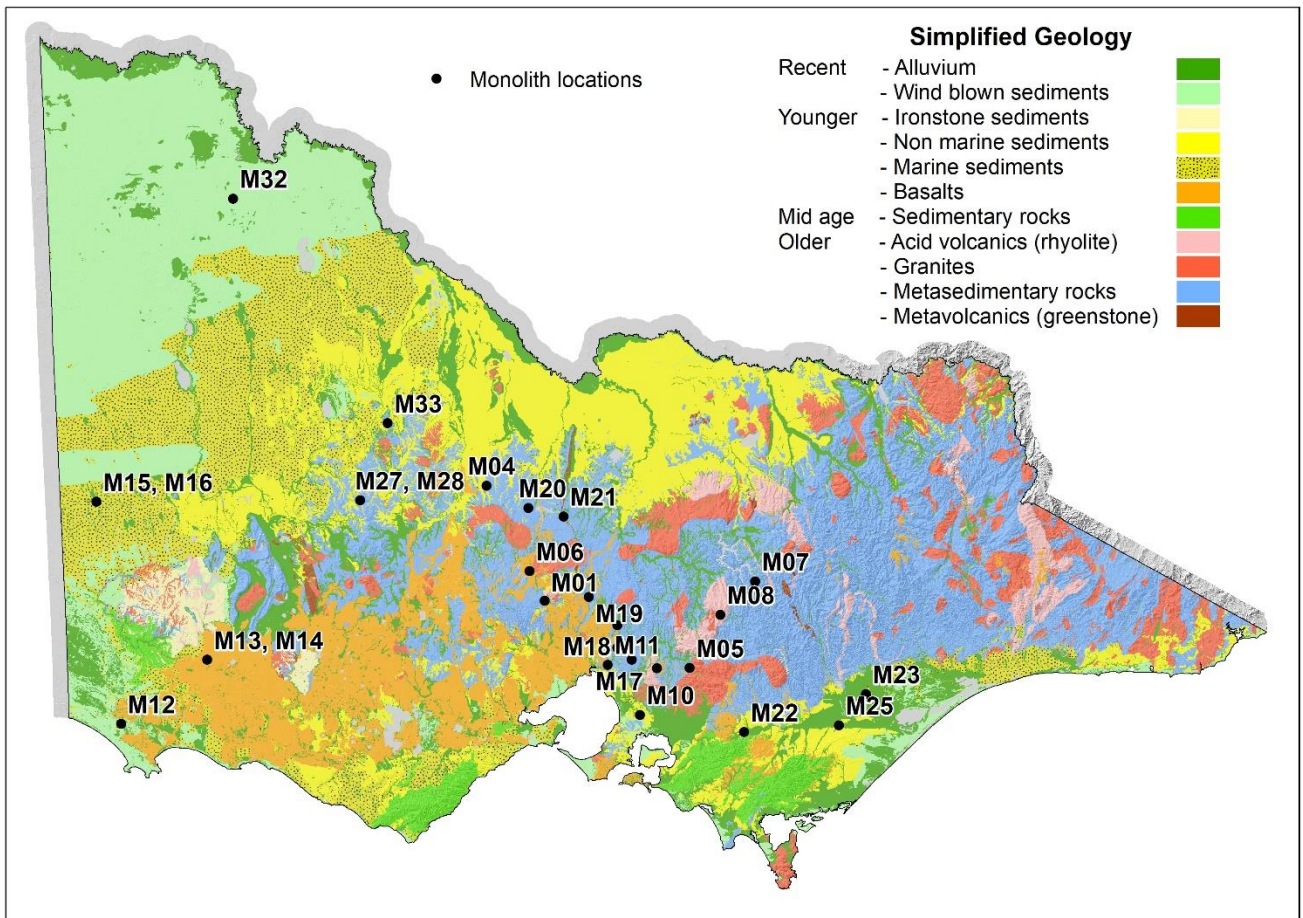 Simplified Geology
Monolith locations
Recent - Alluvium
- Wind blown sediments
Younger - Ironstone sediments
- Non marine sediments
- Marine sediments
- Basalts
Mid age - Sedimentary rocks
Older - Acid volcanics (rhyolite)
- Granites
- Metasedimentary rocks
- Metavolcanics (greenstone)
M32
M33
M27, M28
M04
M15, M16
M20
M21
M06
M07
M01
M08
M19
M13, M14
M18
M11
M05
M17
M10
M23
M12
M22
M25